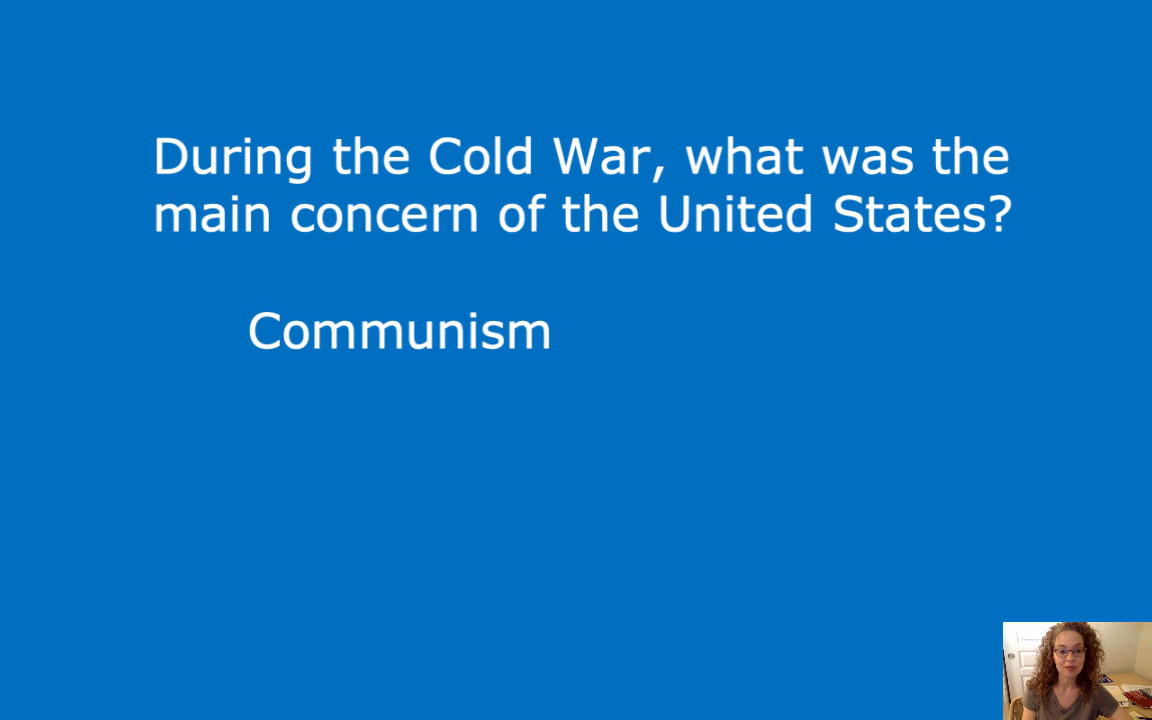 During the Cold War, what was the
main concern of the United States?
Communism